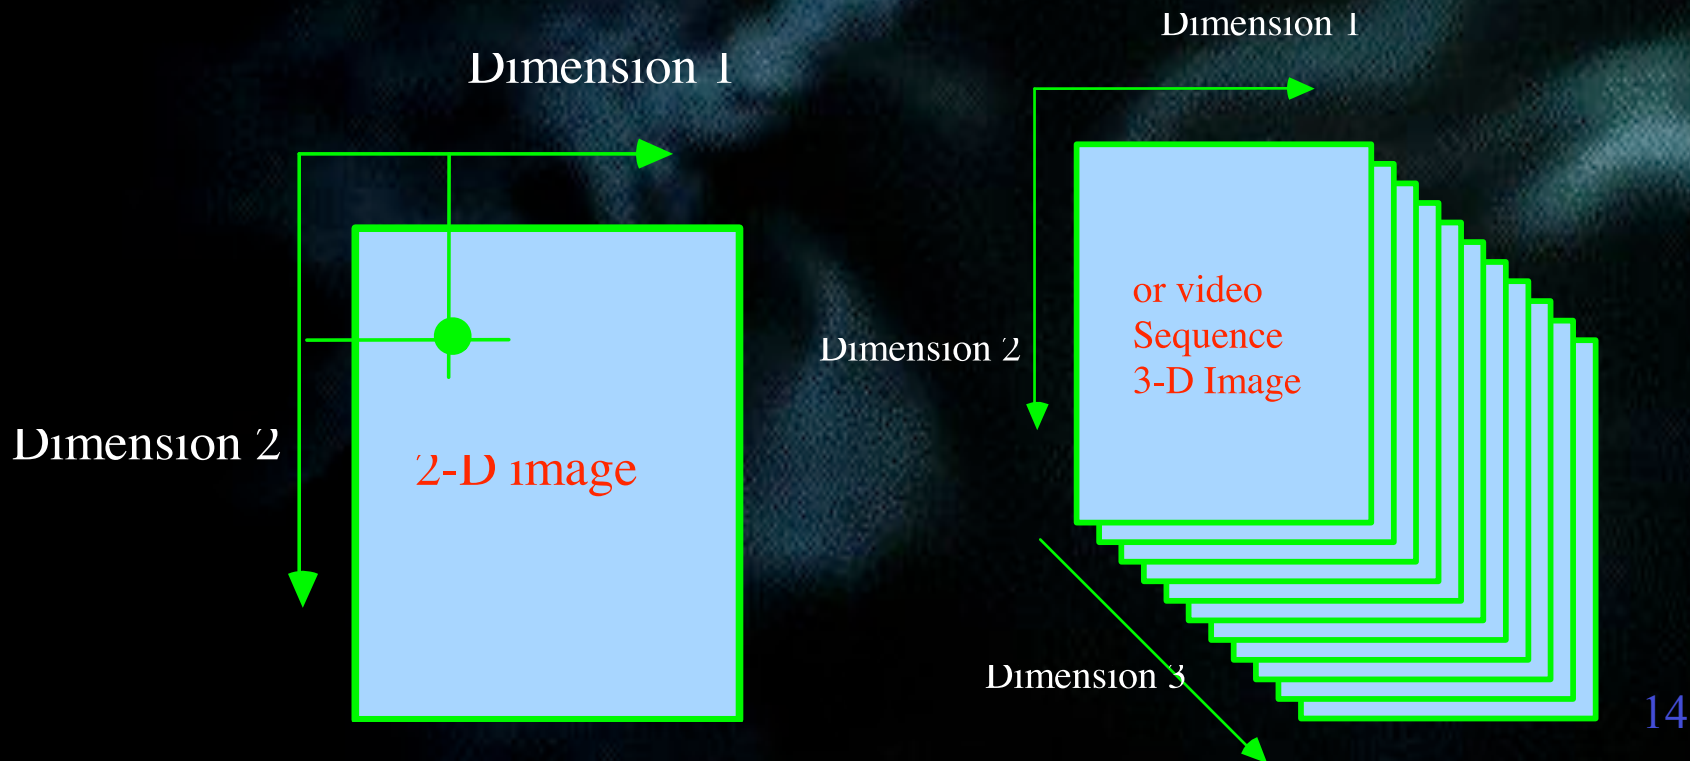 Dimension 1
Dimension 2
2-D image
Dimension 1
Dimension 2
or video
Sequence
3-D Image
Dimension 3
14